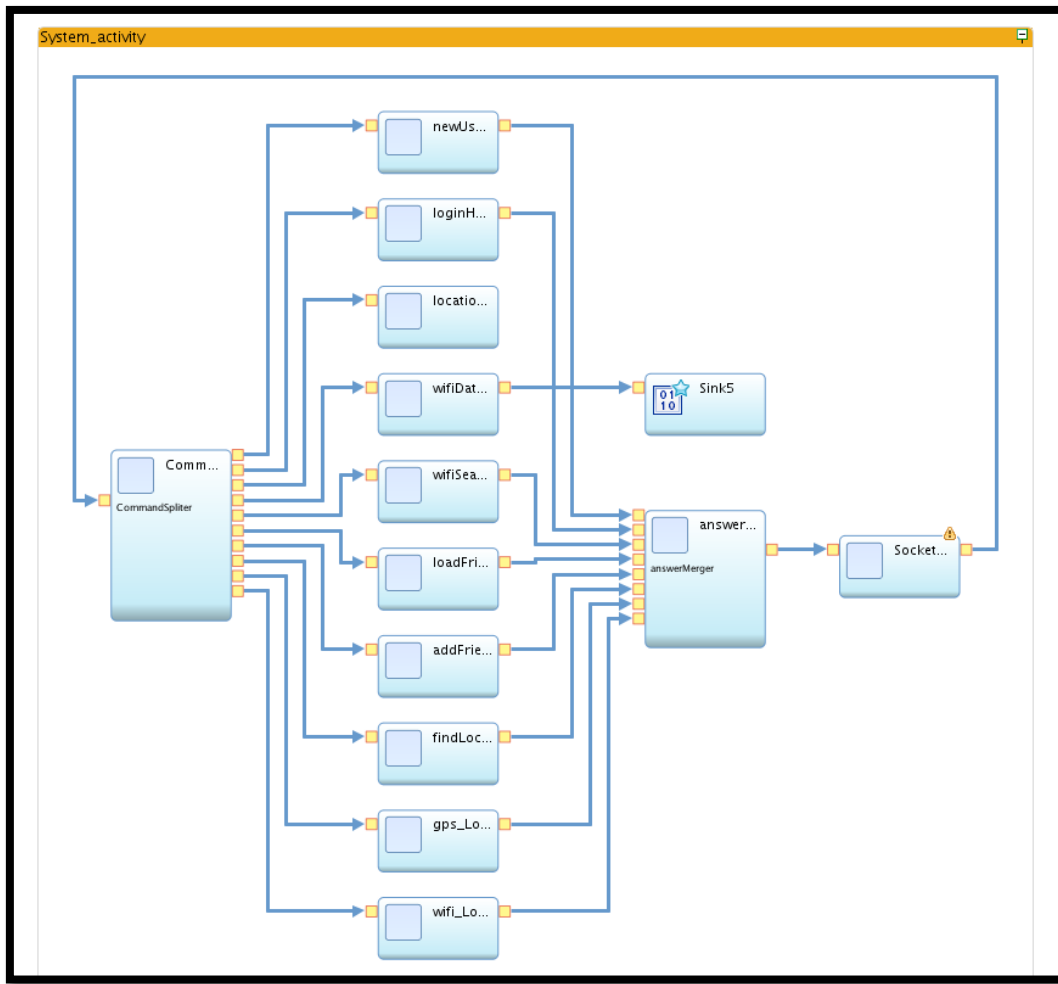 System_activity
newUs...
loginH...
locatio...
wifiDat...
Sink5
01
10
Comm...
CommandSpliter
wifiSea...
answer...
answerMerger
Socket...
loadFri...
addFrie...
findLoc...
gps_Lo...
wifi_Lo...